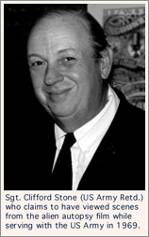 Sgt. Clifford Stone (US Army Retd.)
who claims to have viewed scenes
from the alien autopsy film while
serving with the US Army in 1969.